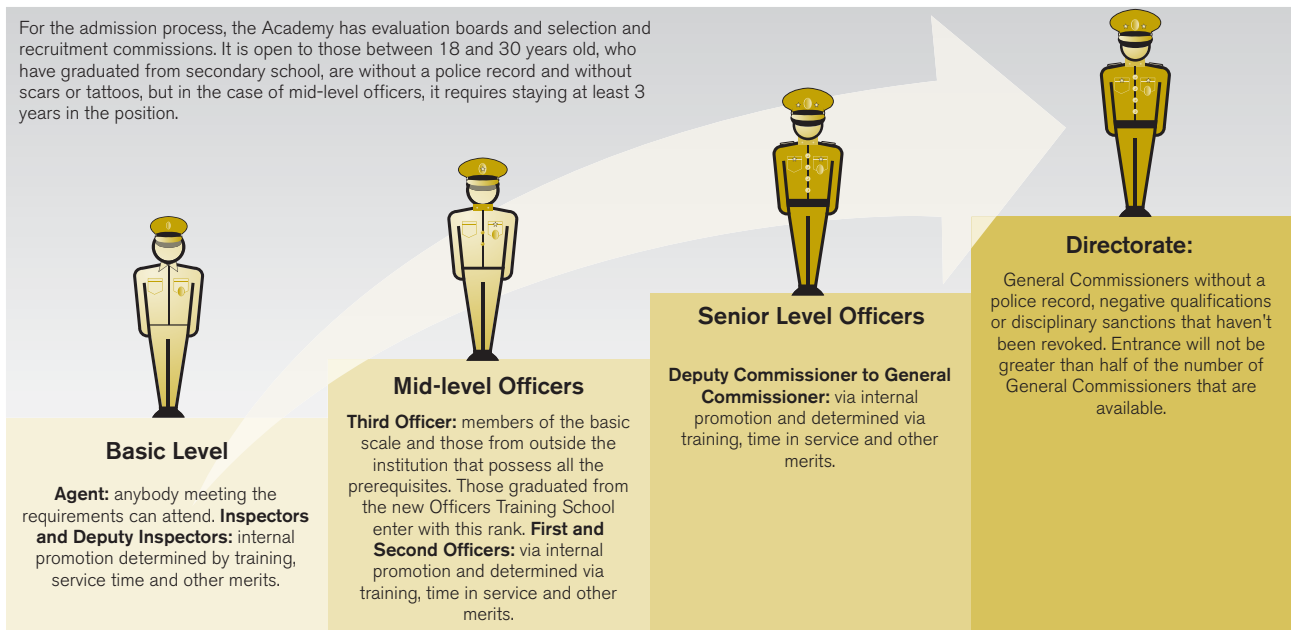 For the admission process, the Academy has evaluation boards and selection and
recruitment commissions. It is open to those between 18 and 30 years old, who
have graduated from secondary school, are without a police record and without
scars or tattoos, but in the case of mid-level officers, it requires staying at least 3
years in the position.
Basic Level
Agent: anybody meeting the
requirements can attend. Inspectors
and Deputy Inspectors: internal
promotion determined by training,
service time and other merits.
Mid-level Officers
Third Officer: members of the basic
scale and those from outside the
institution that possess all the
prerequisites. Those graduated from
the new Officers Training School
enter with this rank. First and
Second Officers: via internal
promotion and determined via
training, time in service and other
merits.
Senior Level Officers
Deputy Commissioner to General
Commissioner: via internal
promotion and determined via
training, time in service and other
merits.
Directorate:
General Commissioners without a
police record, negative qualifications
or disciplinary sanctions that haven't
been revoked. Entrance will not be
greater than half of the number of
General Commissioners that are
available.